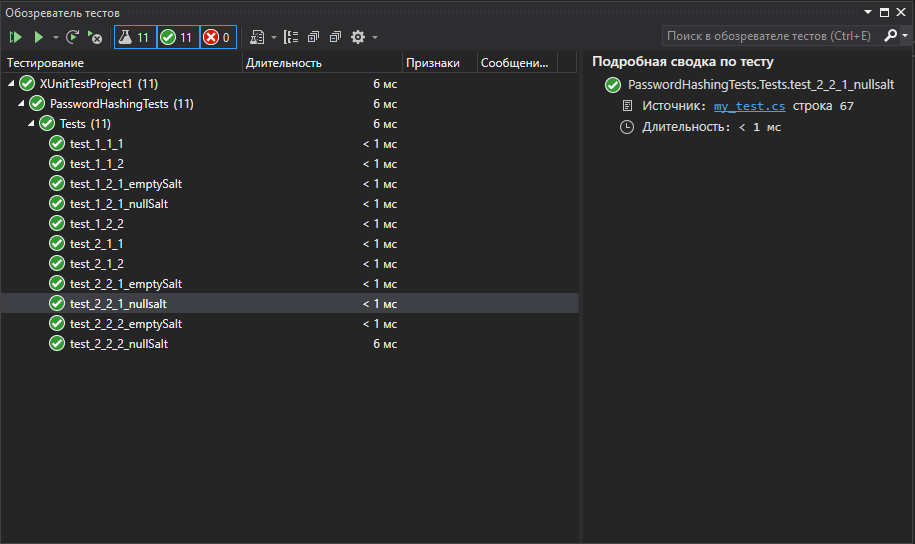 Обозреватель тестов
11 11 0 Поиск в обозревателе тестов (Ctrl+E)
Тестирование Длительность Признаки Сообщени...
XUnitTestProject1 (11) 6 мс
PasswordHashingTests (11) 6 мс
Tests (11) 6 мс
test_1_1_1 < 1 мс
test_1_1_2 < 1 мс
test_1_2_1_emptySalt < 1 мс
test_1_2_1_nullSalt < 1 мс
test_1_2_2 < 1 мс
test_2_1_1 < 1 мс
test_2_1_2 < 1 мс
test_2_2_1_emptySalt < 1 мс
test_2_2_1_nullsalt < 1 мс
test_2_2_2_emptySalt < 1 мс
test_2_2_2_nullSalt 6 мс
Подробная сводка по тесту
PasswordHashingTests.Tests.test_2_2_1_nullsalt
Источник: my_test.cs строка 67
Длительность: < 1 мс